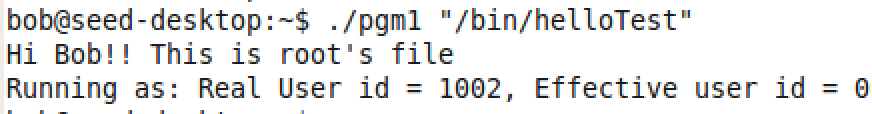 bob@seed-desktop:~$ ./pgm1 "/bin/helloTest"
Hi Bob!! This is root's file
Running as: Real User id = 1002, Effective user id = 0